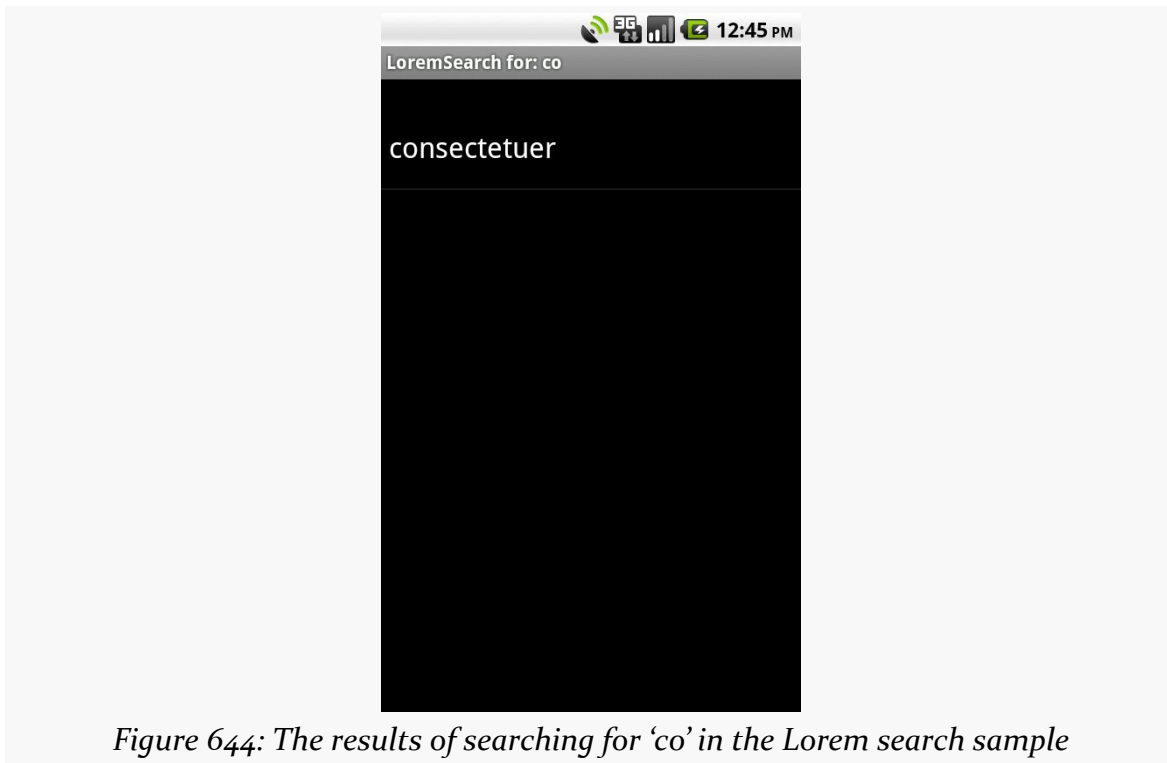 3G 12:45 PM
LoremSearch for: co
consectetuer
Figure 644: The results of searching for ‘co’ in the Lorem search sample